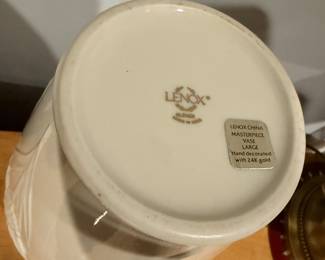 LENOX®
LENOX CHINA
MASTERPIECE
VASE
LARGE
Hand decorated
with 24K gold